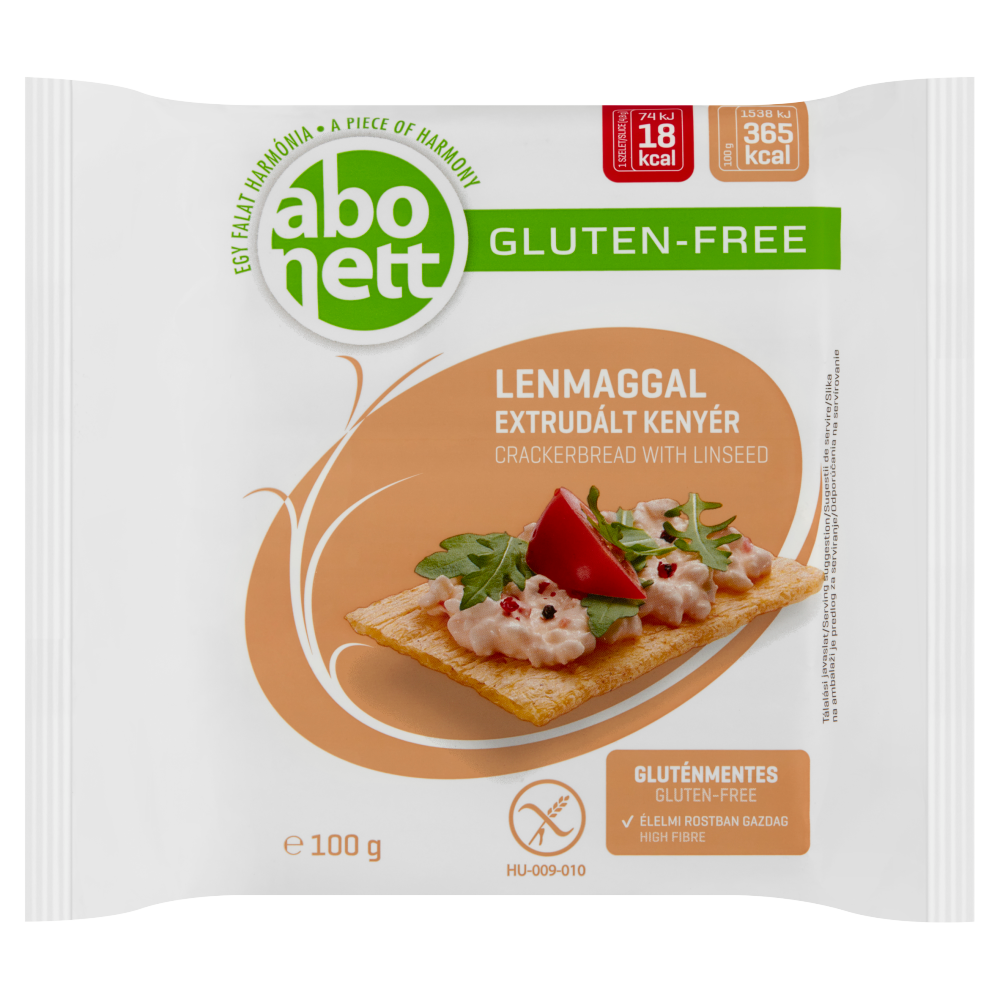 EGY FALAT HARMÓNIA • A PIECE OF HARMONY
abo
nett
GLUTEN-FREE
74 kJ
18
kcal
1538 kJ
100 g
365
kcal
LENMAGGAL
EXTRUDÁLT KENYÉR
CRACKERBREAD WITH LINSEED
Tálalási javaslat/Serving suggestion/Sugestii de servire/Slika
na ambalaži je predlog za serviranje/Odporúčania na servírovanie
GLUTÉNMENTES
GLUTEN-FREE
✓ ÉLELMI ROSTBAN GAZDAG
HIGH FIBRE
℮ 100 g
HU-009-010